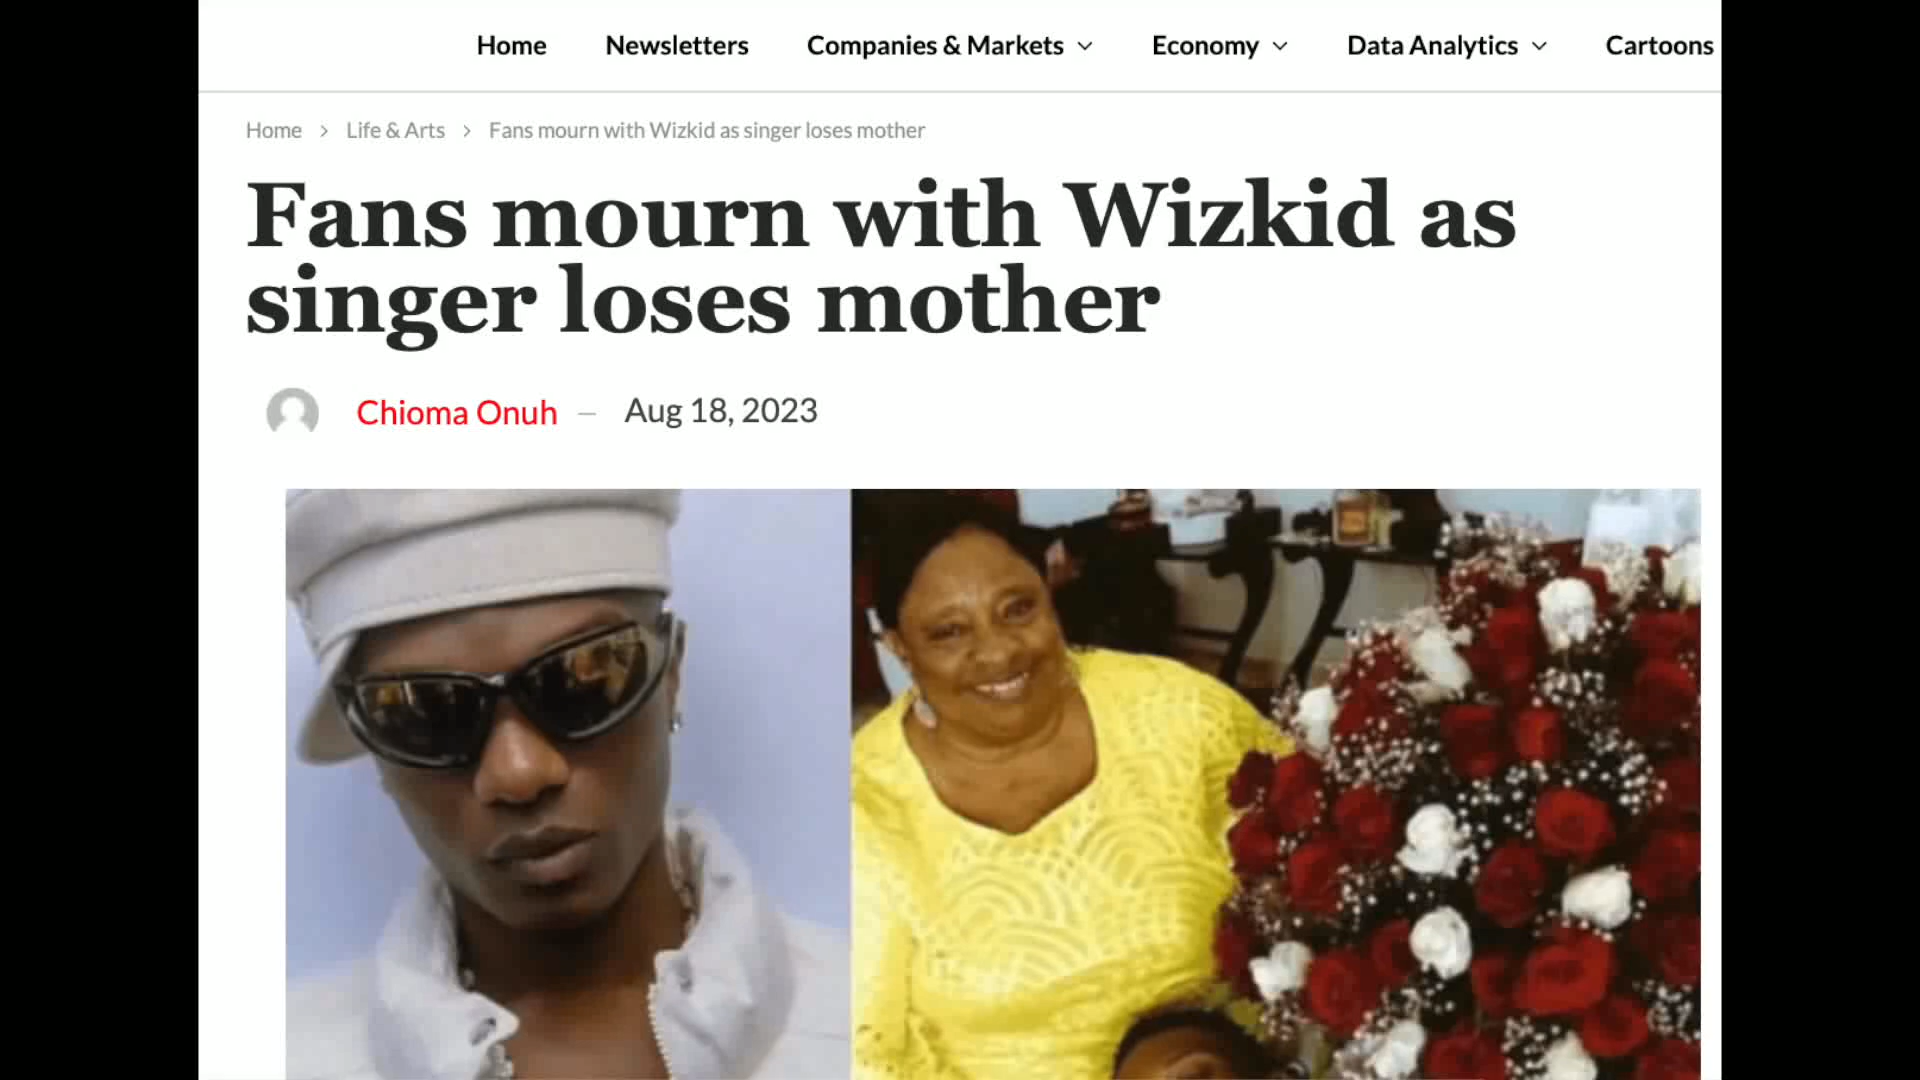 Home Newsletters Companies & Markets Economy Data Analytics Cartoons
Home > Life & Arts > Fans mourn with Wizkid as singer loses mother
Fans mourn with Wizkid as
singer loses mother
Chioma Onuh — Aug 18, 2023